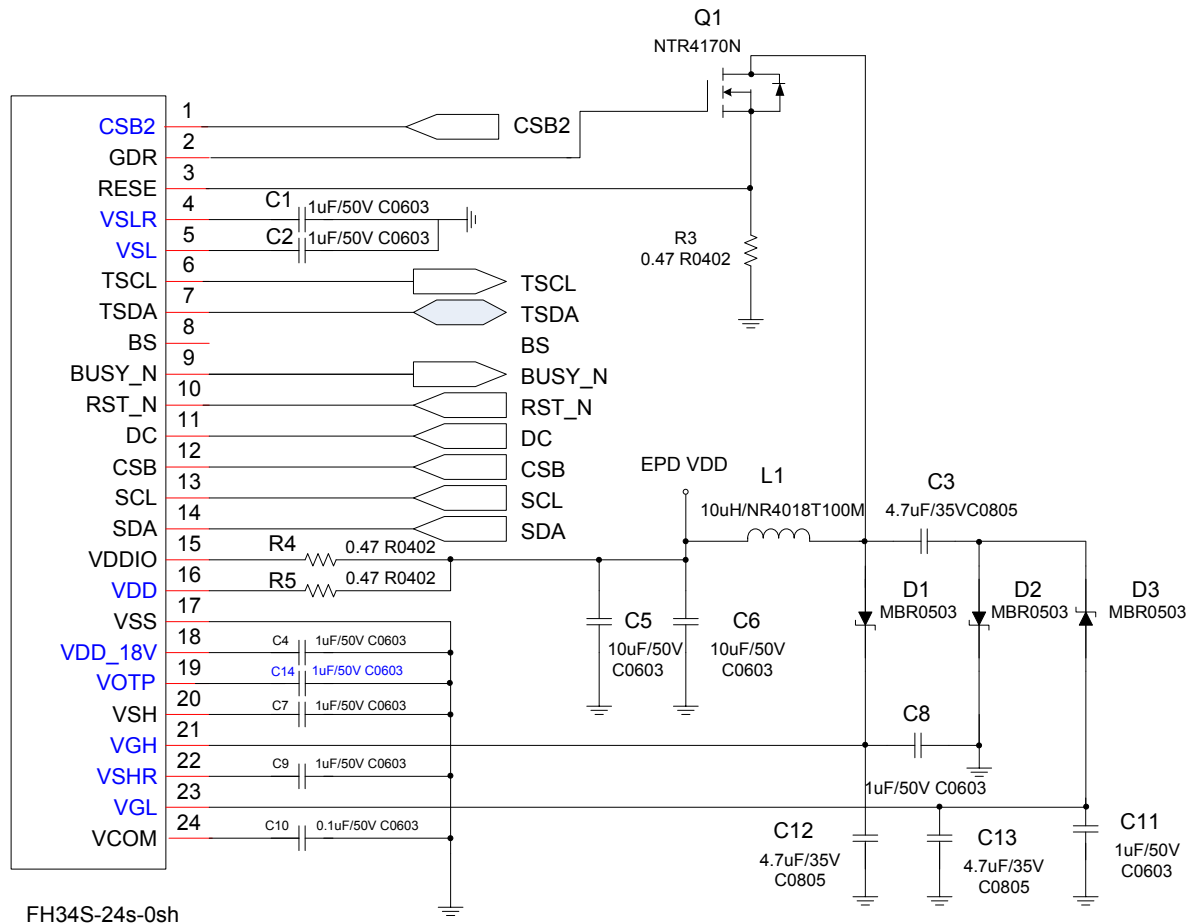 Q1
NTR4170N
1
CSB2
CSB2
2
GDR
3
RESE
C1
1uF/50V C0603
4
VSLR
C2
1uF/50V C0603
5
VSL
R3
0.47 R0402
6
TSCL
TSCL
7
TSDA
TSDA
8
BS
BS
9
BUSY_N
BUSY_N
10
RST_N
RST_N
11
DC
DC
12
CSB
CSB
13
SCL
SCL
14
SDA
SDA
EPD VDD
L1
10uH/NR4018T100M
C3
4.7uF/35VC0805
15
VDDIO
R4
0.47 R0402
16
VDD
R5
0.47 R0402
17
VSS
C5
10uF/50V
C0603
C6
10uF/50V
C0603
D1
MBR0503
D2
MBR0503
D3
MBR0503
18
VDD_18V
C4
1uF/50V C0603
19
VOTP
C14
1uF/50V C0603
20
VSH
C7
1uF/50V C0603
21
VGH
C8
1uF/50V C0603
22
VSHR
C9
1uF/50V C0603
23
VGL
24
VCOM
C10
0.1uF/50V C0603
C12
4.7uF/35V
C0805
C13
4.7uF/35V
C0805
C11
1uF/50V
C0603
FH34S-24s-0sh